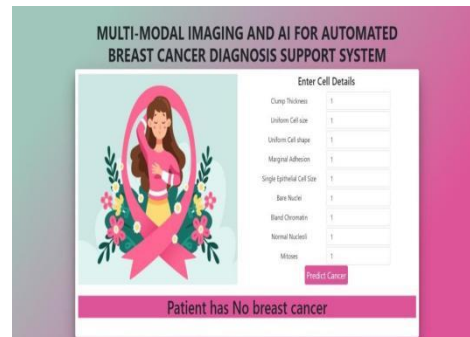 MULTI-MODAL IMAGING AND AI FOR AUTOMATED
BREAST CANCER DIAGNOSIS SUPPORT SYSTEM
Enter Cell Details
Clump Thickness 1
Uniform Cell size 1
Uniform Cell shape 1
Marginal Adhesion 1
Single Epithelial Cell Size 1
Bare Nuclei 1
Bland Chromatin 1
Normal Nucleoli 1
Mitoses 1
Predict Cancer
Patient has No breast cancer